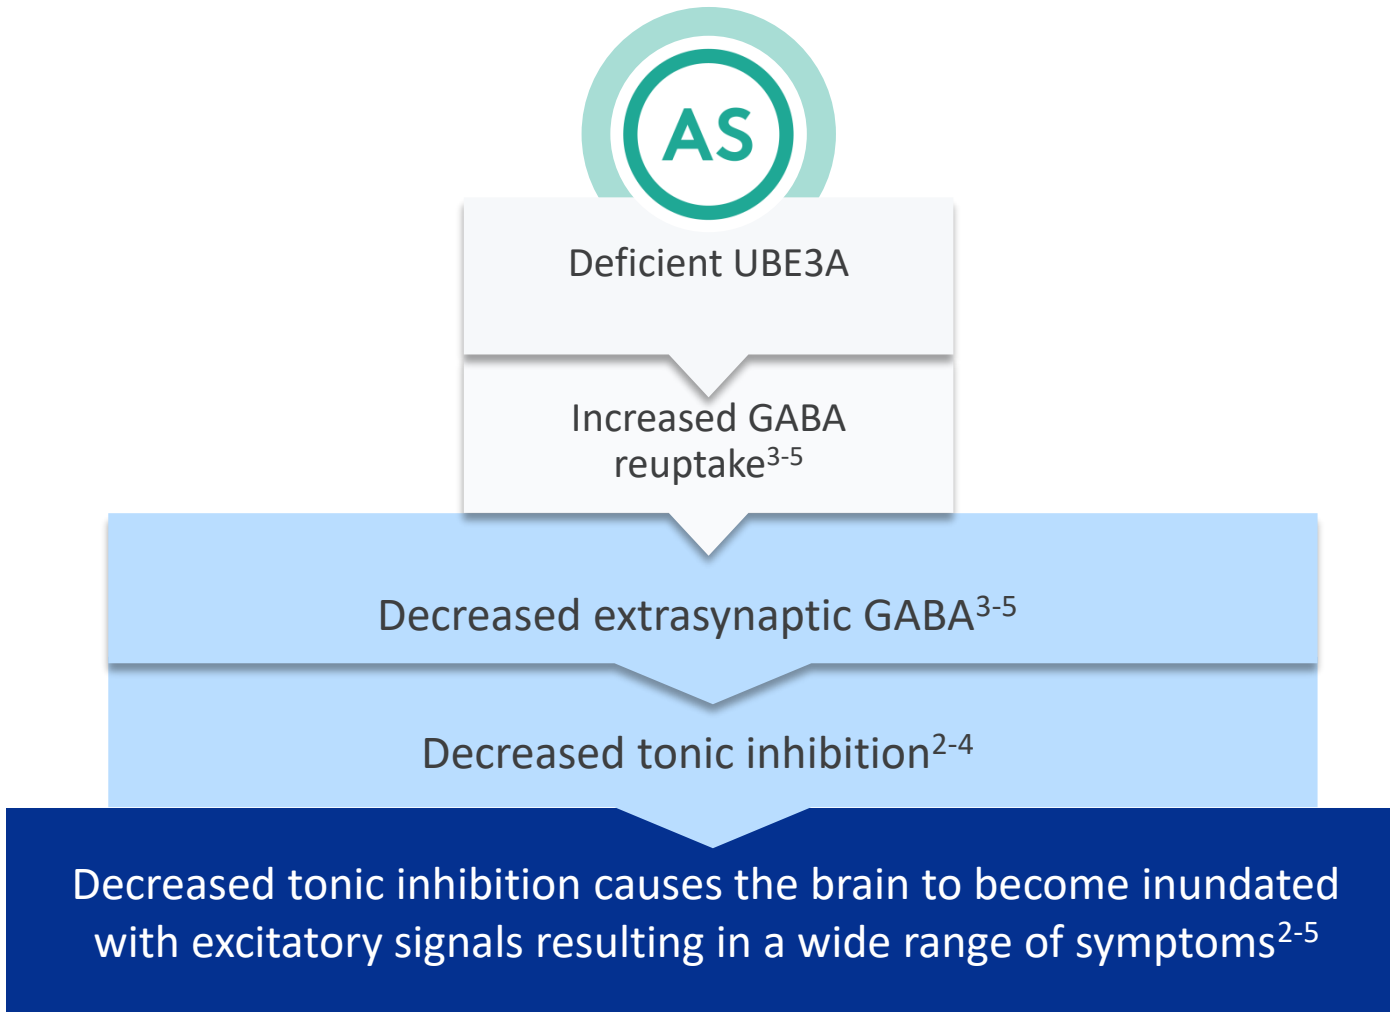 AS
Deficient UBE3A
Increased GABA
reuptake3-5
Decreased extrasynaptic GABA3-5
Decreased tonic inhibition2-4
Decreased tonic inhibition causes the brain to become inundated
with excitatory signals resulting in a wide range of symptoms2-5